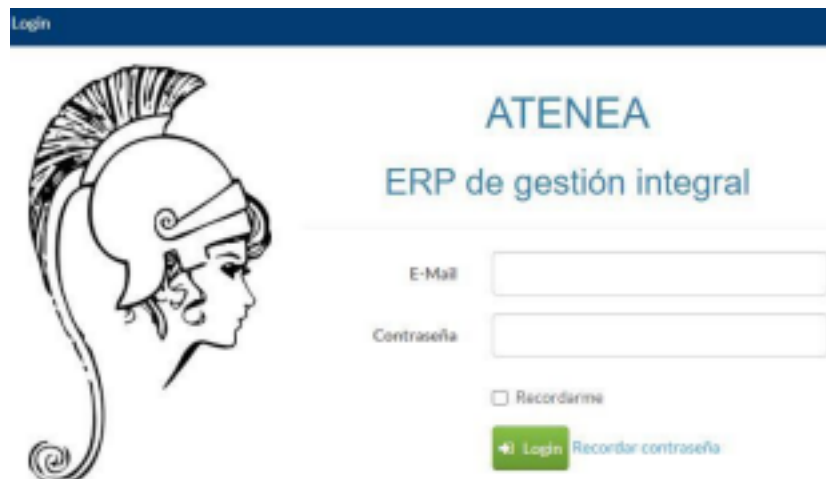 Login
ATENEA
ERP de gestión integral
E-Mail
Contraseña
Recordarme
Login Recordar contraseña